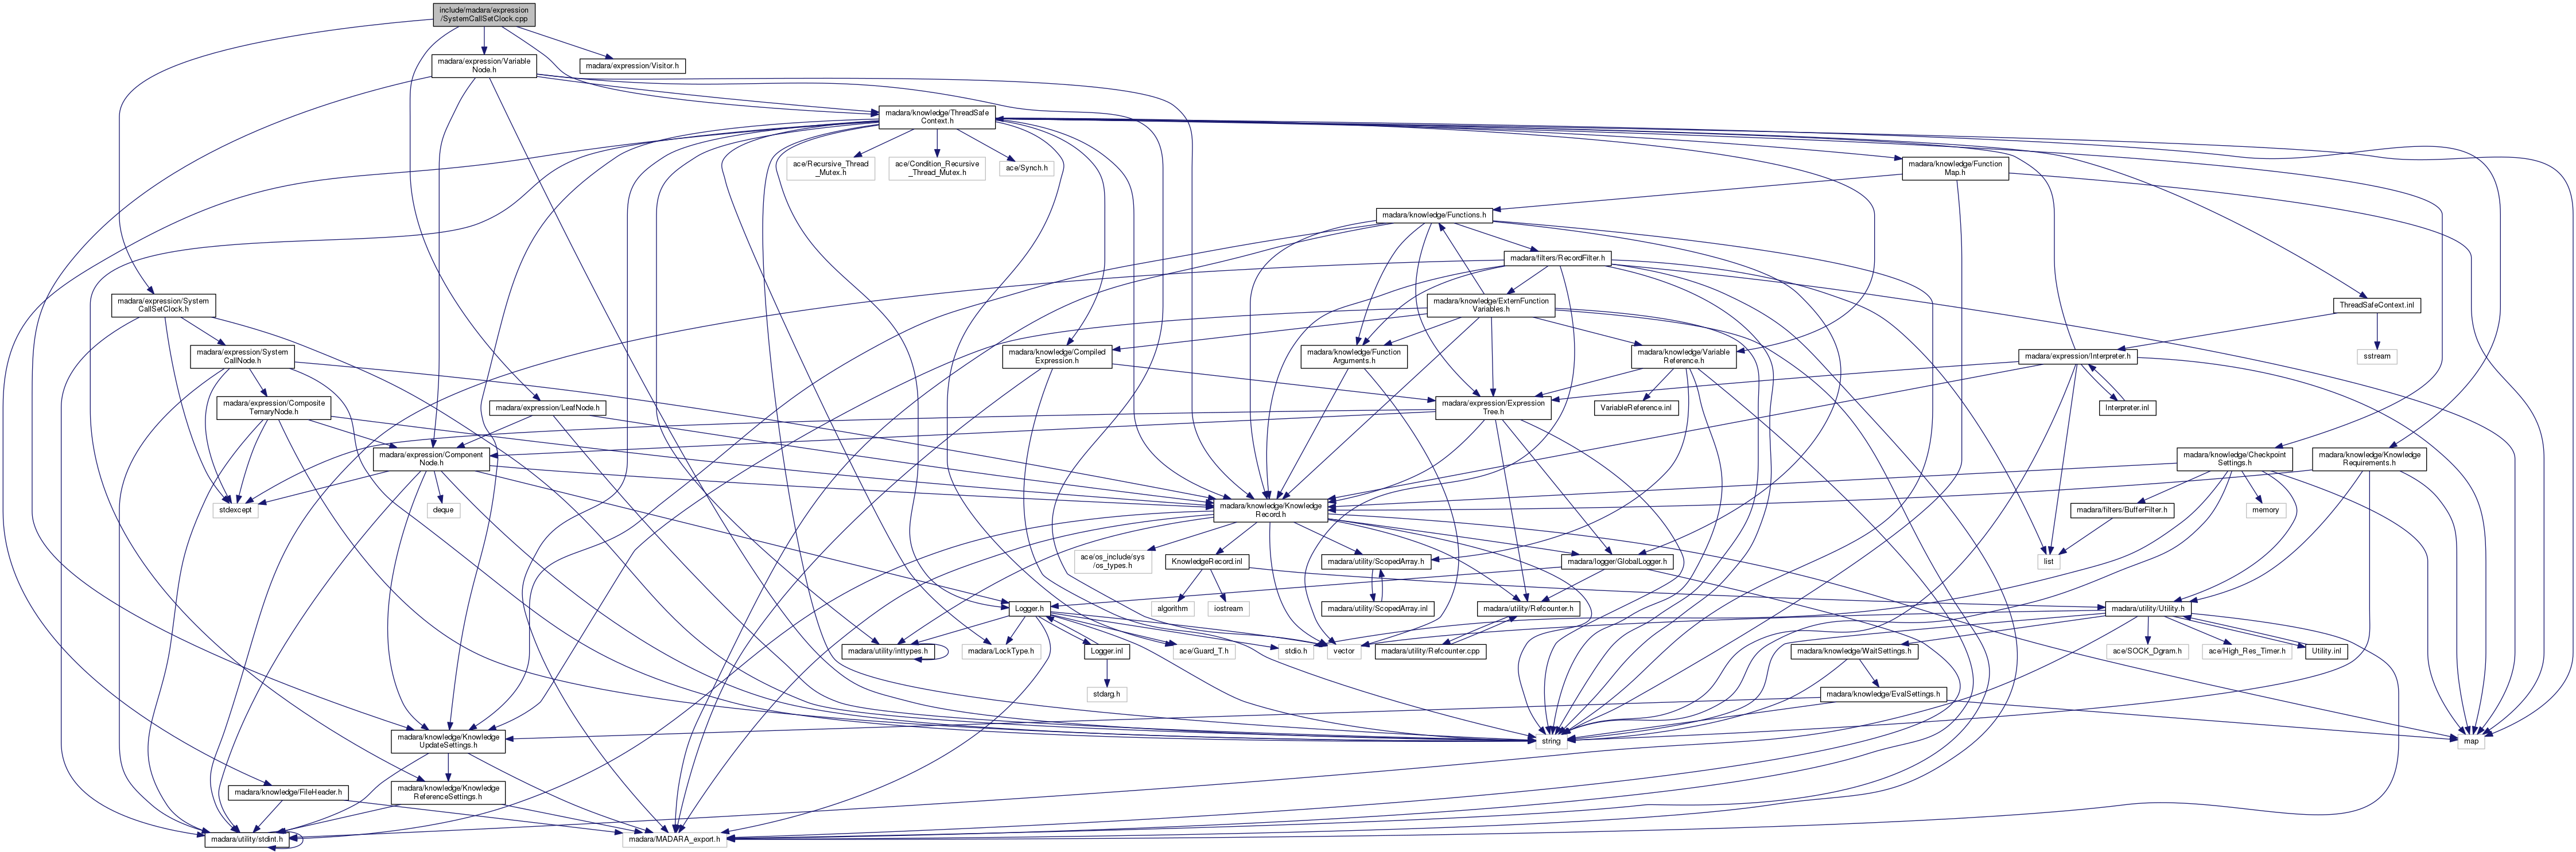 include/madara/expression
/SystemCallSetClock.cpp
madara/expression/Variable
Node.h
madara/expression/Visitor.h
madara/knowledge/ThreadSafe
Context.h
ace/Recursive_Thread
_Mutex.h
ace/Condition_Recursive
_Thread_Mutex.h
ace/Synch.h
madara/knowledge/Function
Map.h
madara/knowledge/Functions.h
madara/filters/RecordFilter.h
madara/expression/System
CallSetClock.h
madara/knowledge/ExternFunction
Variables.h
ThreadSafeContext.inl
madara/expression/System
CallNode.h
madara/knowledge/Compiled
Expression.h
madara/knowledge/Function
Arguments.h
madara/knowledge/Variable
Reference.h
madara/expression/Interpreter.h
sstream
madara/expression/Composite
TernaryNode.h
madara/expression/LeafNode.h
madara/expression/Expression
Tree.h
VariableReference.inl
Interpreter.inl
madara/expression/Component
Node.h
madara/knowledge/Checkpoint
Settings.h
madara/knowledge/Knowledge
Requirements.h
stdexcept
deque
madara/knowledge/Knowledge
Record.h
madara/filters/BufferFilter.h
memory
ace/os_include/sys
/os_types.h
KnowledgeRecord.inl
madara/utility/ScopedArray.h
madara/logger/GlobalLogger.h
list
Logger.h
algorithm
iostream
madara/utility/ScopedArray.inl
madara/utility/Refcounter.h
madara/utility/Utility.h
madara/utility/inttypes.h
madara/LockType.h
Logger.inl
ace/Guard_T.h
stdio.h
vector
madara/utility/Refcounter.cpp
madara/knowledge/WaitSettings.h
ace/SOCK_Dgram.h
ace/High_Res_Timer.h
Utility.inl
stdarg.h
madara/knowledge/EvalSettings.h
madara/knowledge/Knowledge
UpdateSettings.h
string
map
madara/knowledge/FileHeader.h
madara/knowledge/Knowledge
ReferenceSettings.h
madara/utility/stdint.h
madara/MADARA_export.h